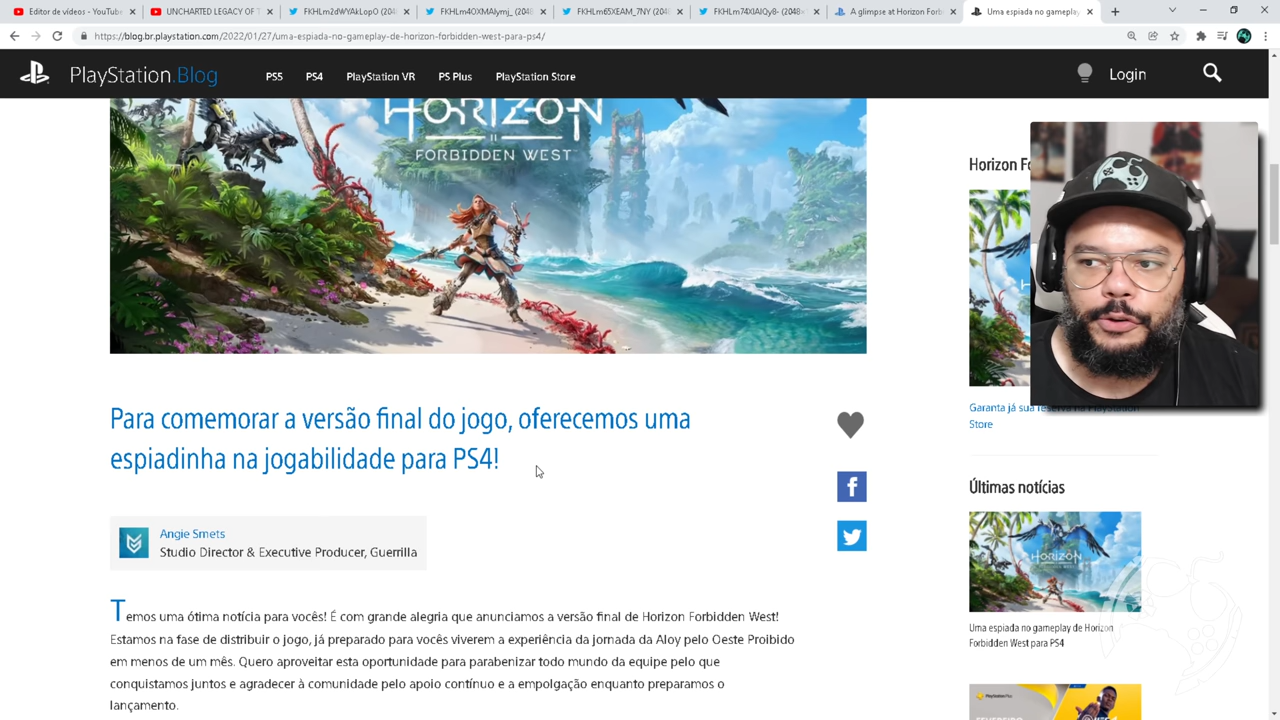 Editor de vídeos - YouTube
UNCHARTED LEGACY OF T
FKHLm2dWYAkLopO (204
FKHLm4OXMAIymj_ (2048
FKHLm65XEAM_7NY (204
FKHLm74XIAIQy8- (2048×
A glimpse at Horizon Forb
Uma espiada no gameplay
https://blog.br.playstation.com/2022/01/27/uma-espiada-no-gameplay-de-horizon-forbidden-west-para-ps4/
PlayStation.Blog
PS5
PS4
PlayStation VR
PS Plus
PlayStation Store
Login
HORIZON
II
FORBIDDEN WEST
Para comemorar a versão final do jogo, oferecemos uma
espiadinha na jogabilidade para PS4!
Angie Smets
Studio Director & Executive Producer, Guerrilla
Temos uma ótima notícia para vocês! É com grande alegria que anunciamos a versão final de Horizon Forbidden West!
Estamos na fase de distribuir o jogo, já preparando para vocês viverem a experiência da jornada da Aloy pelo Oeste Proibido
em menos de um mês. Quero aproveitar esta oportunidade para parabenizar todo mundo da equipe pelo que
conquistamos juntos e agradecer à comunidade pelo apoio contínuo e a empolgação enquanto preparamos o
lançamento.
Horizon Fo
Garanta já sua reserva na PlayStation
Store
Últimas notícias
HORIZON
Uma espiada no gameplay de Horizon
Forbidden West para PS4
PlayStation Plus